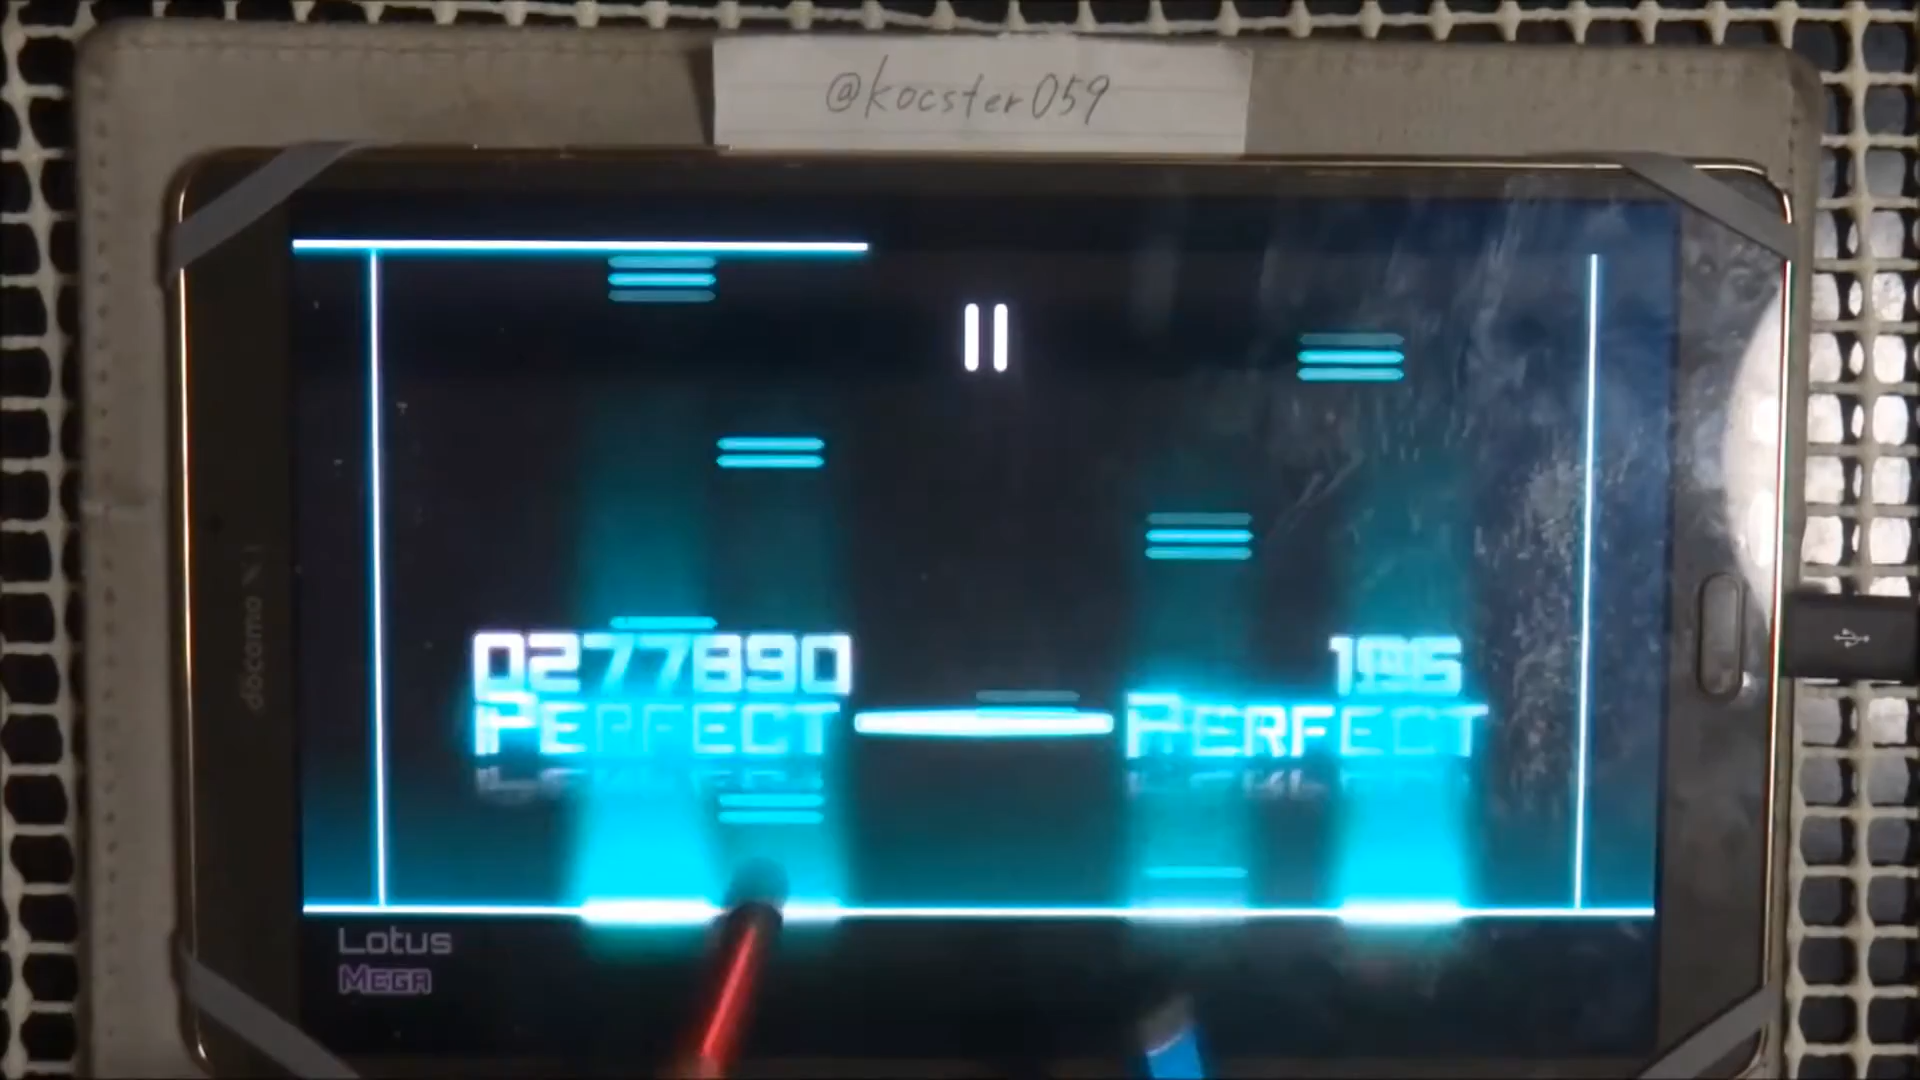 @kocster059
0277890
196
PERFECT
PERFECT
docomo
Lotus
MEGA